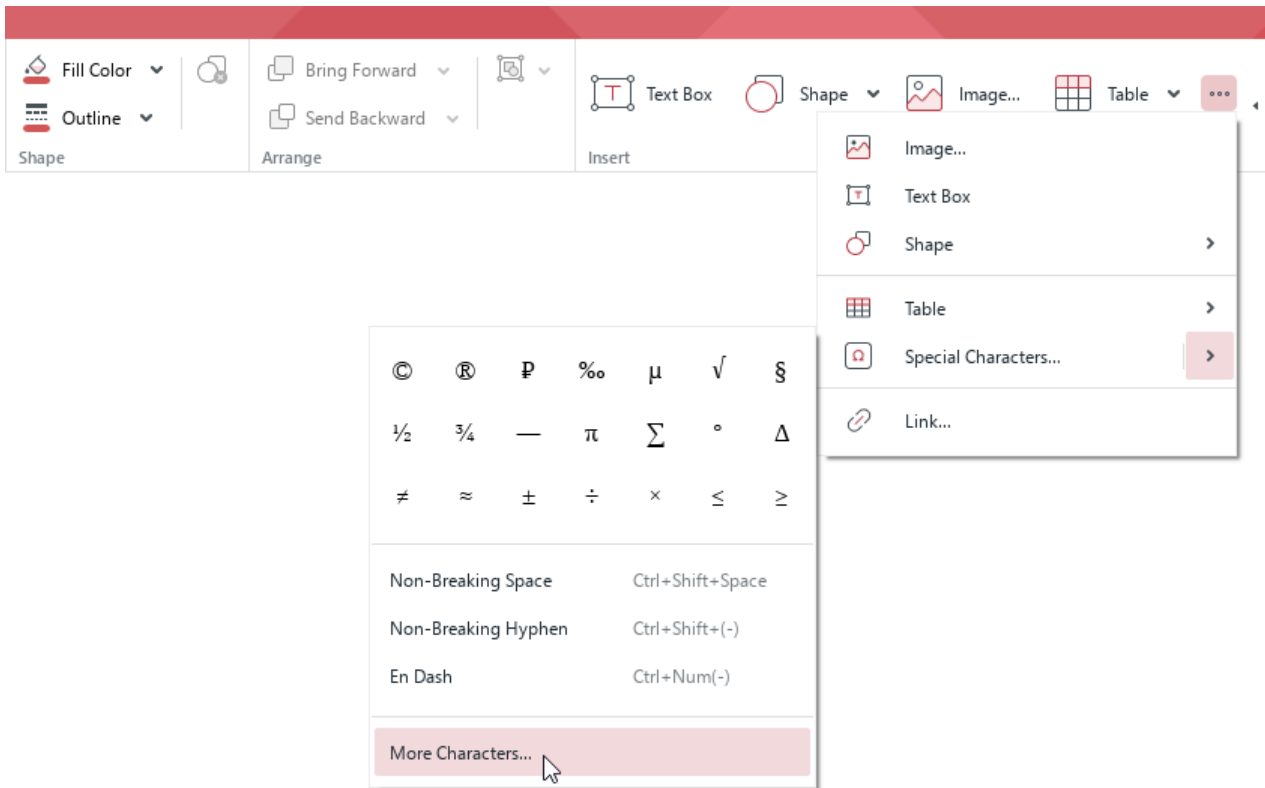 Fill Color
Bring Forward
Text Box
Shape
Image...
Table
Outline
Send Backward
Shape
Arrange
Insert
Image...
Text Box
Shape
Table
Special Characters...
Link...
© ® ₽ ‰ µ √ §
½ ¾ — π ∑ ° Δ
≠ ≈ ± ÷ × ≤ ≥
Non-Breaking Space Ctrl+Shift+Space
Non-Breaking Hyphen Ctrl+Shift+(-)
En Dash Ctrl+Num(-)
More Characters...